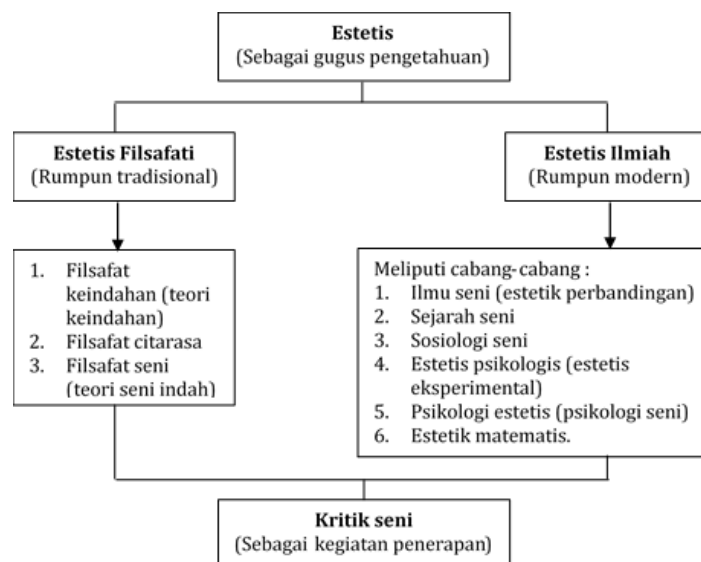 Estetis
(Sebagai gugus pengetahuan)
Estetis Filsafati
(Rumpun tradisional)
Estetis Ilmiah
(Rumpun modern)
1. Filsafat
keindahan (teori
keindahan)
2. Filsafat citarasa
3. Filsafat seni
(teori seni indah)
Meliputi cabang-cabang :
1. Ilmu seni (estetik perbandingan)
2. Sejarah seni
3. Sosiologi seni
4. Estetis psikologis (estetis
eksperimental)
5. Psikologi estetis (psikologi seni)
6. Estetik matematis.
Kritik seni
(Sebagai kegiatan penerapan)